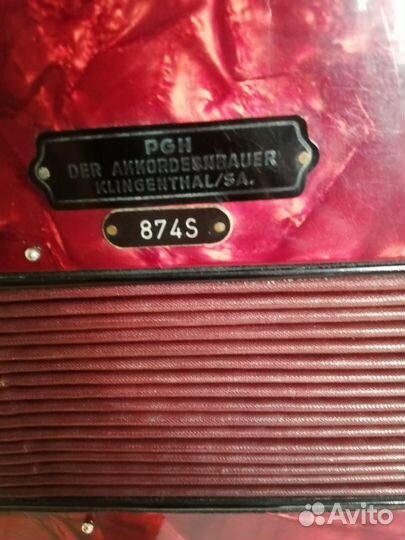 PGH
DER AKKORDEONBAUER
KLINGENTHAL/SA.
874S
Avito